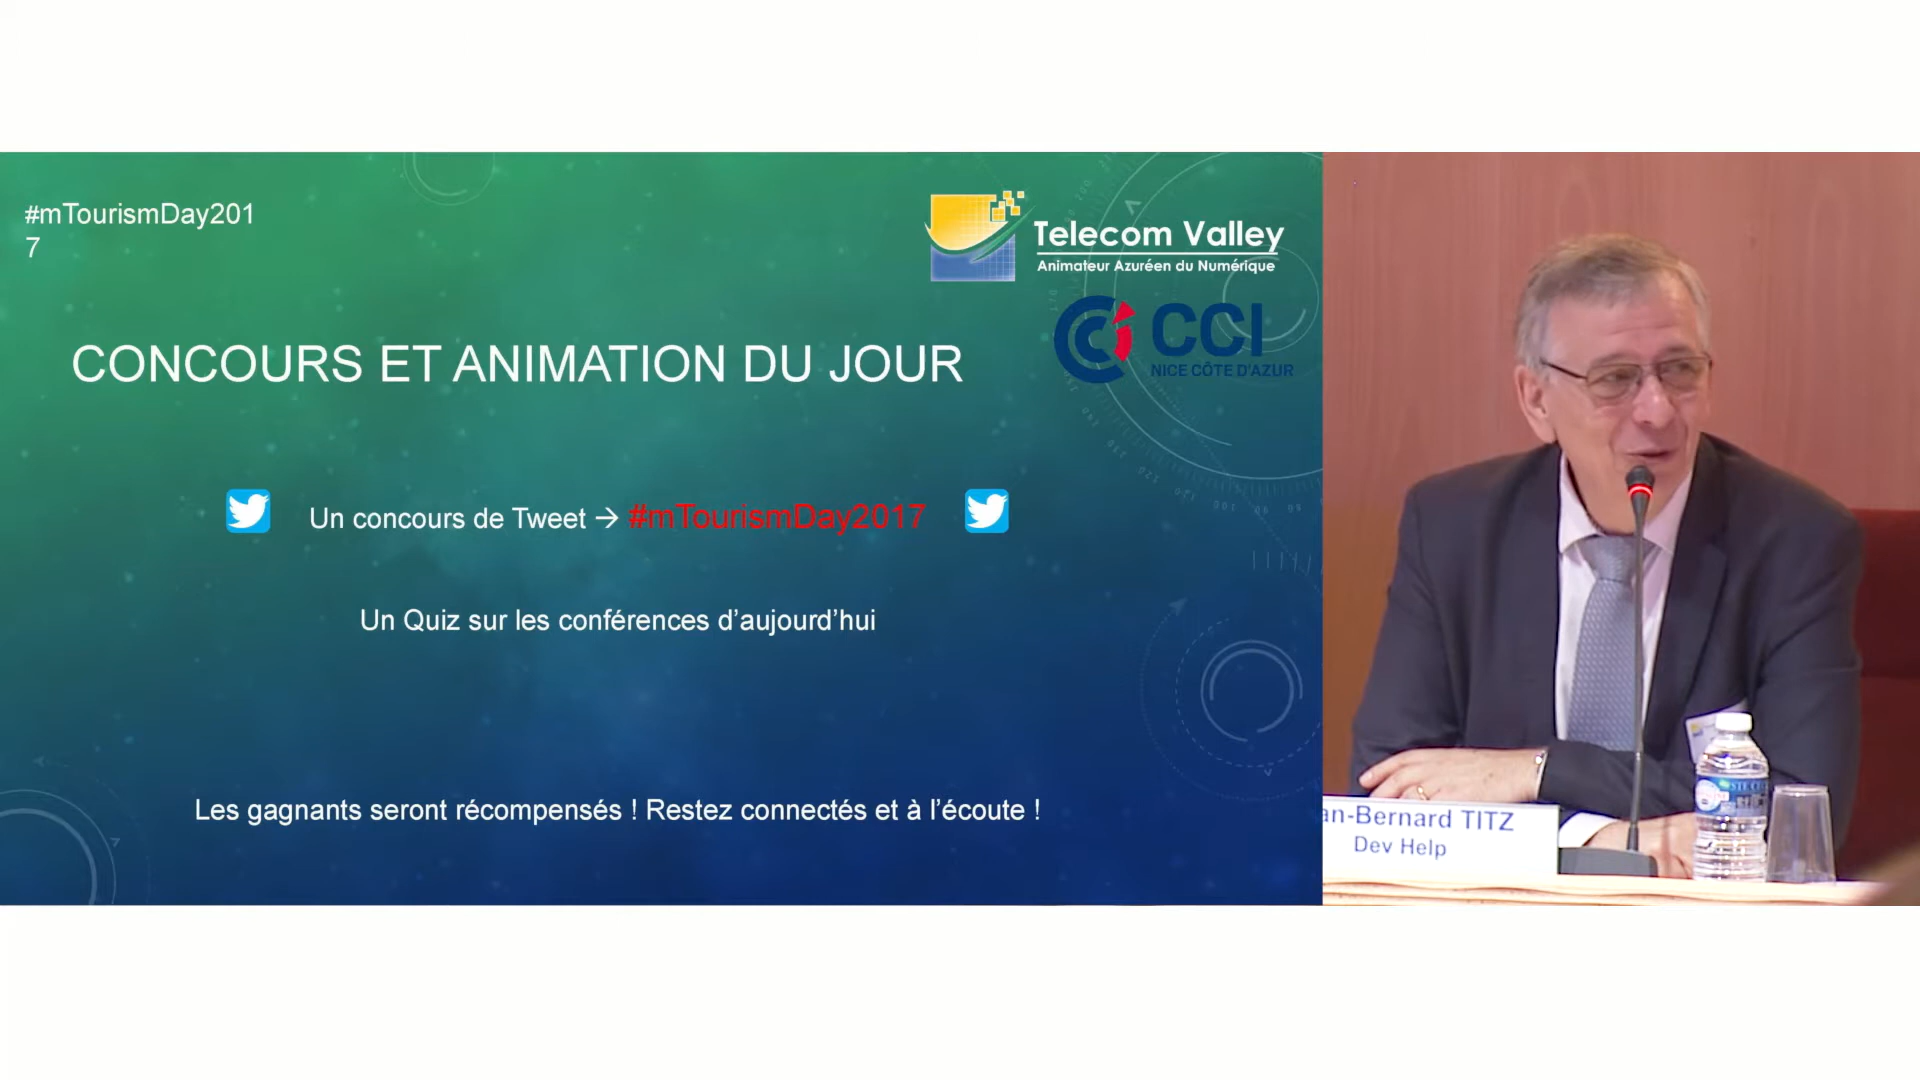 #mTourismDay201
7
Telecom Valley
Animateur Azuréen du Numérique
CCI
NICE CÔTE D'AZUR
CONCOURS ET ANIMATION DU JOUR
Un concours de Tweet → #mTourismDay2017
Un Quiz sur les conférences d’aujourd’hui
Les gagnants seront récompensés ! Restez connectés et à l’écoute !
an-Bernard TITZ
Dev Help